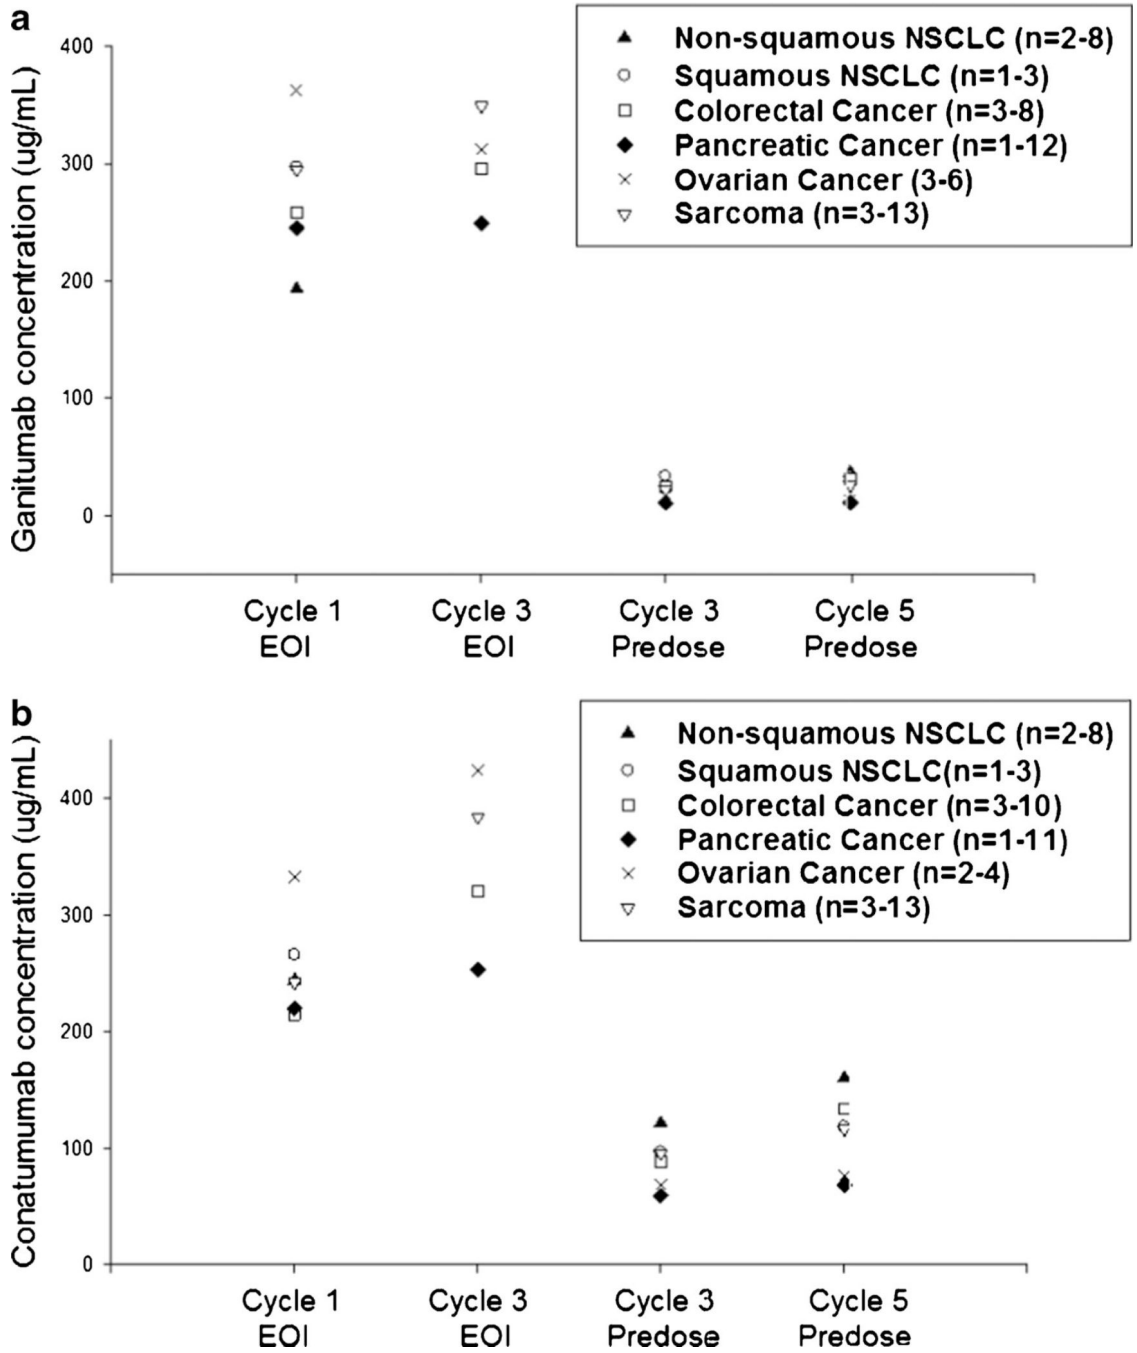 a
Ganitumab concentration (ug/mL)
400
300
200
100
0
Non-squamous NSCLC (n=2-8)
Squamous NSCLC (n=1-3)
Colorectal Cancer (n=3-8)
Pancreatic Cancer (n=1-12)
Ovarian Cancer (3-6)
Sarcoma (n=3-13)
Cycle 1
EOI
Cycle 3
EOI
Cycle 3
Predose
Cycle 5
Predose
b
Conatumumab concentration (ug/mL)
400
300
200
100
0
Non-squamous NSCLC (n=2-8)
Squamous NSCLC(n=1-3)
Colorectal Cancer (n=3-10)
Pancreatic Cancer (n=1-11)
Ovarian Cancer (n=2-4)
Sarcoma (n=3-13)
Cycle 1
EOI
Cycle 3
EOI
Cycle 3
Predose
Cycle 5
Predose